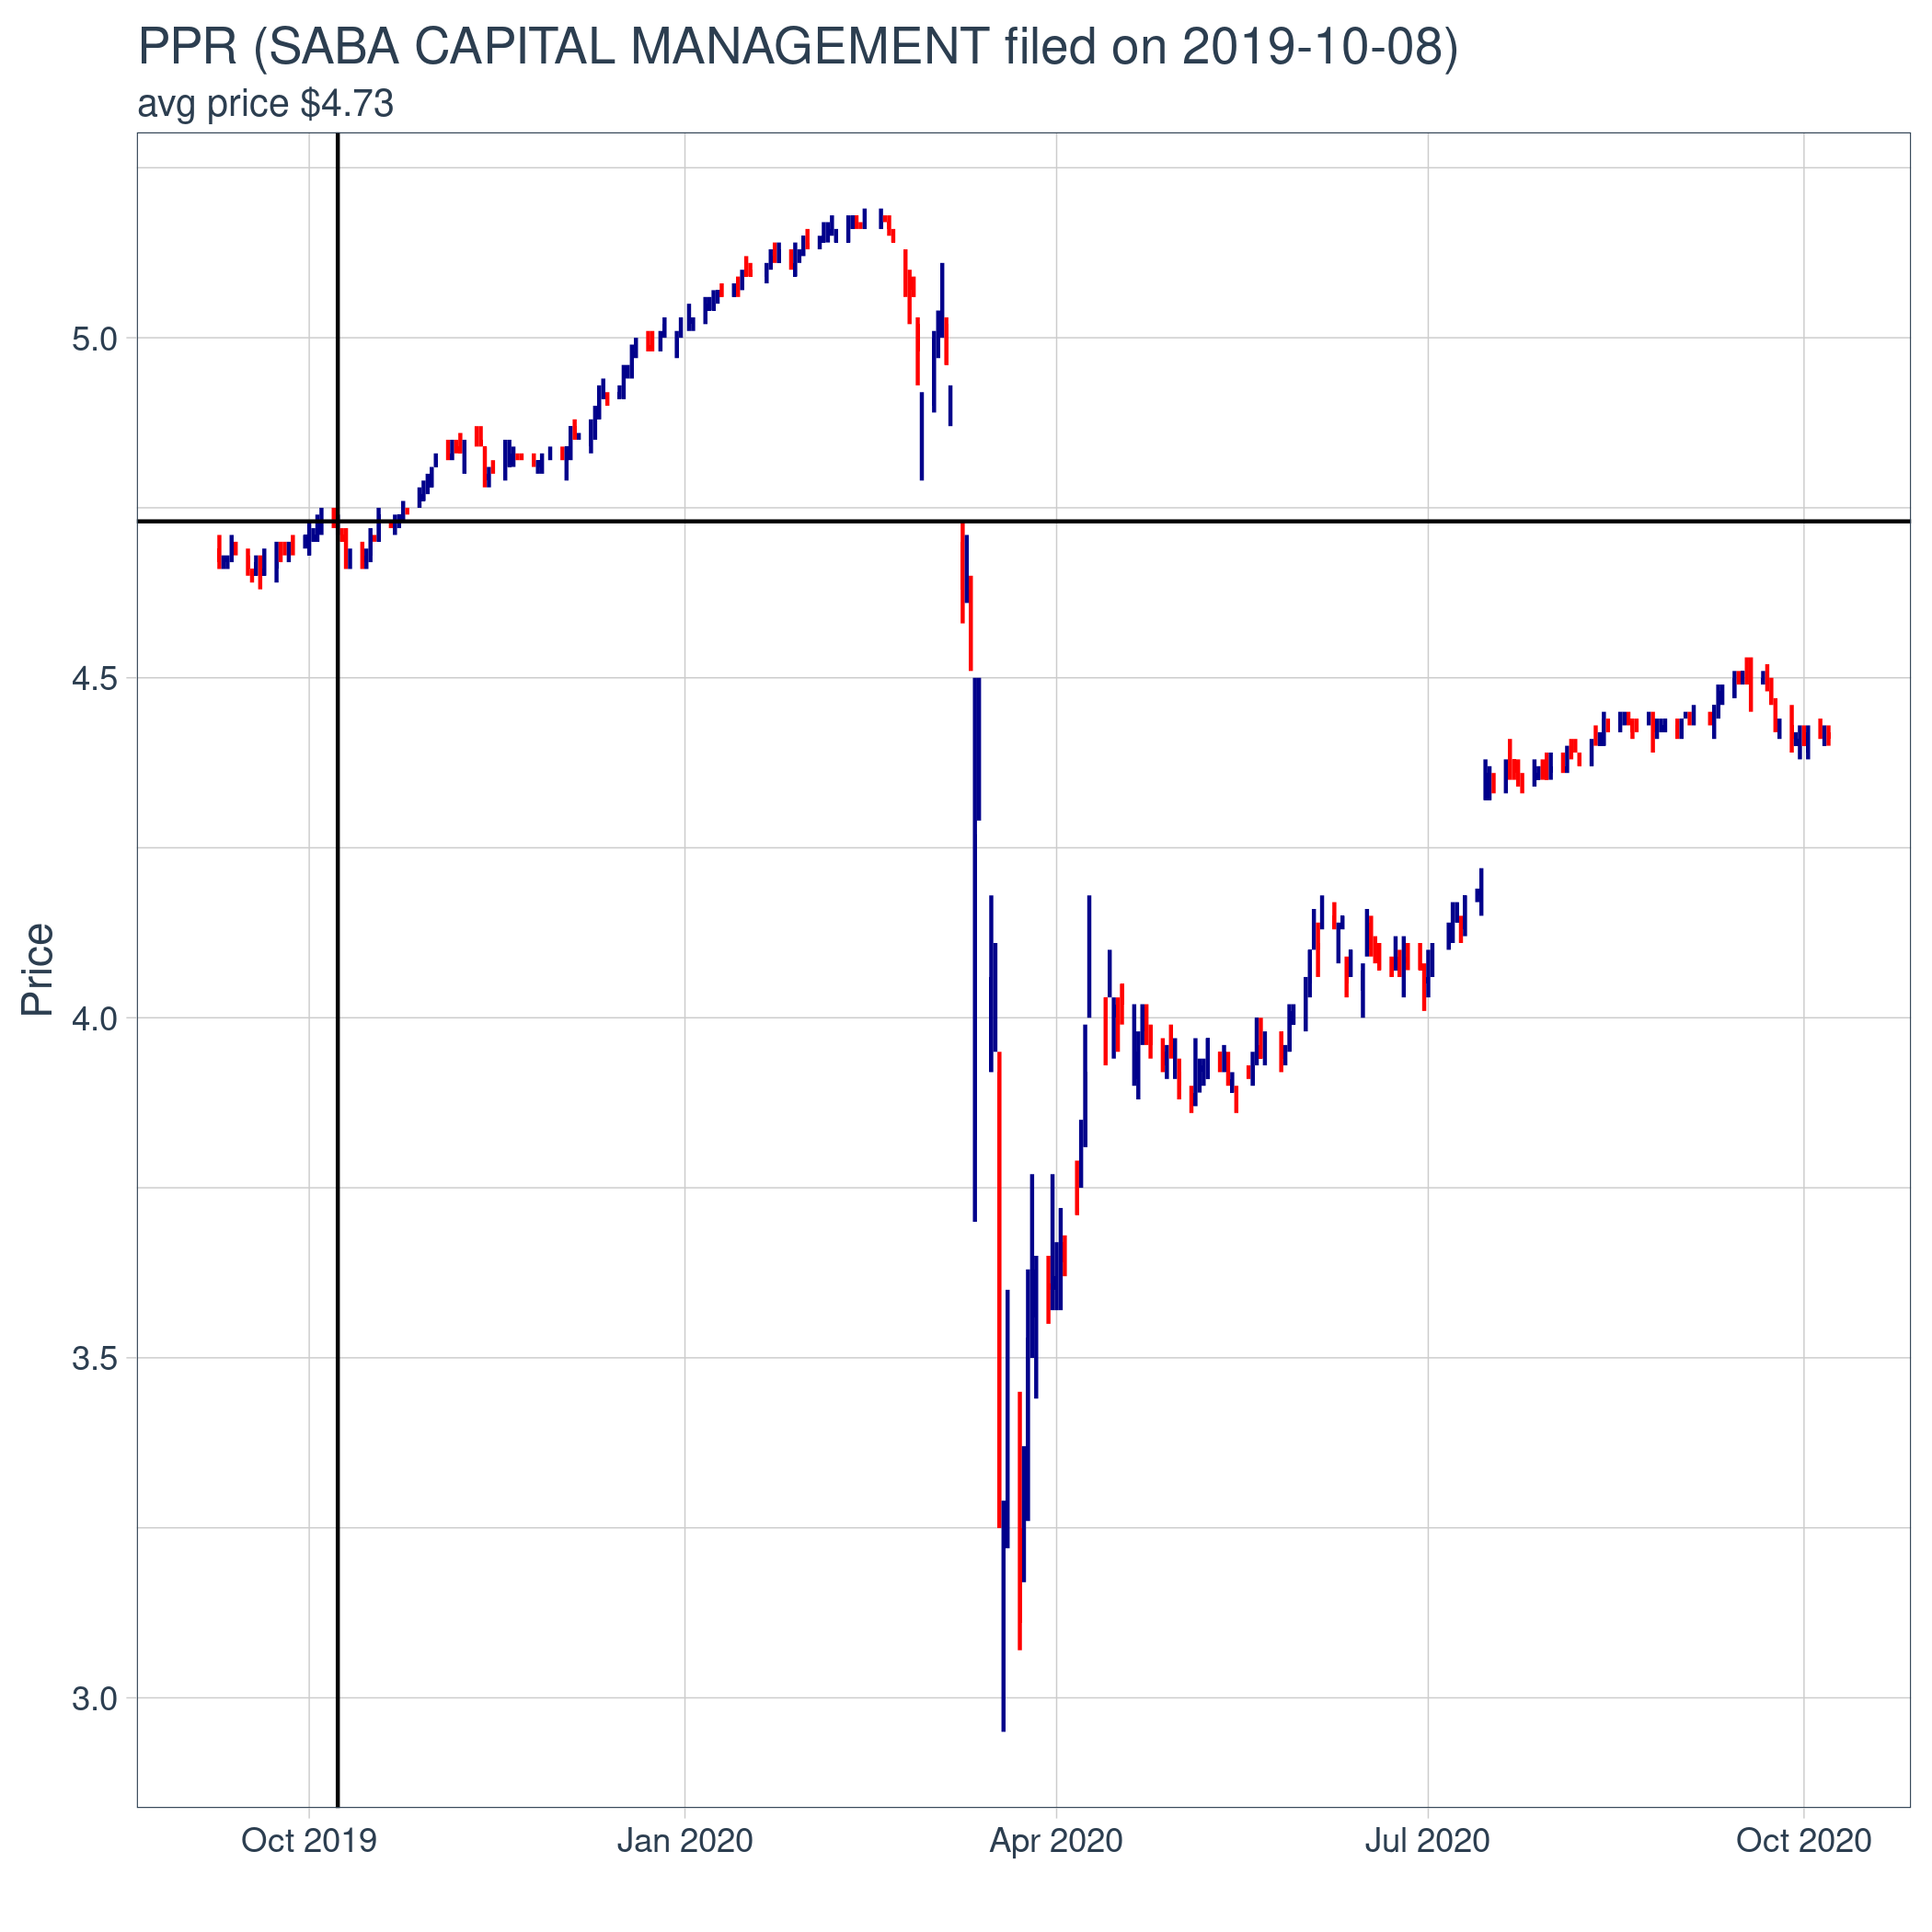 PPR (SABA CAPITAL MANAGEMENT filed on 2019-10-08)
avg price $4.73
Price
5.0
4.5
4.0
3.5
3.0
Oct 2019
Jan 2020
Apr 2020
Jul 2020
Oct 2020